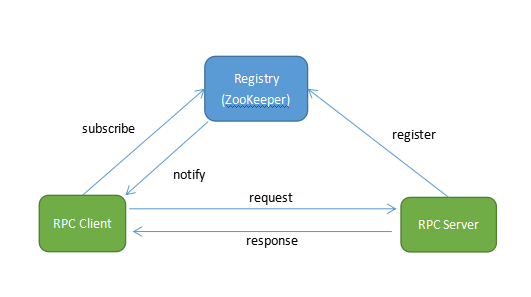 Registry
(ZooKeeper)
subscribe
register
notify
request
RPC Client
RPC Server
response